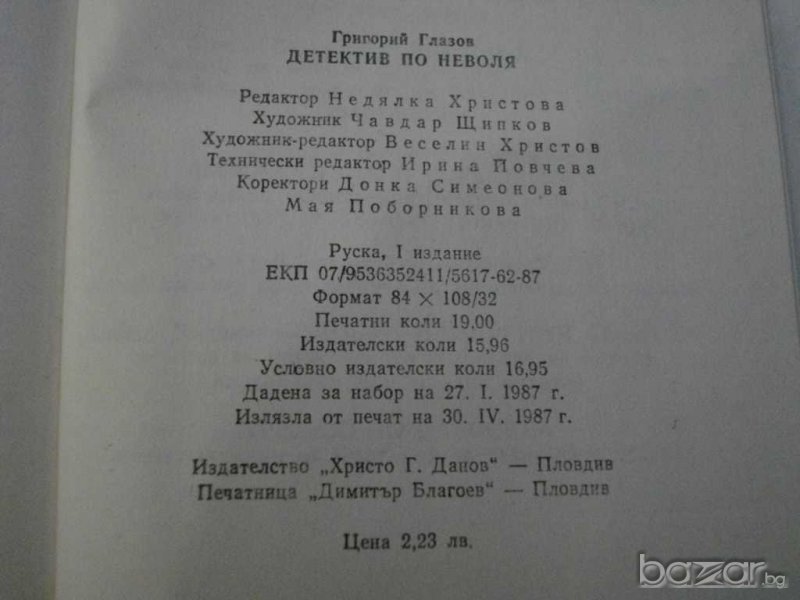 Григорий Глазов
ДЕТЕКТИВ ПО НЕВОЛЯ
Редактор Недялка Христова
Художник Чавдар Щипков
Художник-редактор Веселин Христов
Технически редактор Ирина Повчева
Коректори Донка Симеонова
Мая Поборникова
Руска, I издание
ЕКП 07/9536352411/5617-62-87
Формат 84 × 108/32
Печатни коли 19.00
Издателски коли 15,96
Условно издателски коли 16,95
Дадена за набор на 27. I. 1987 г.
Излязла от печат на 30. IV. 1987 г.
Издателство „Христо Г. Данов“ — Пловдив
Печатница „Димитър Благоев“ — Пловдив
Цена 2,23 лв.
bazar.bg